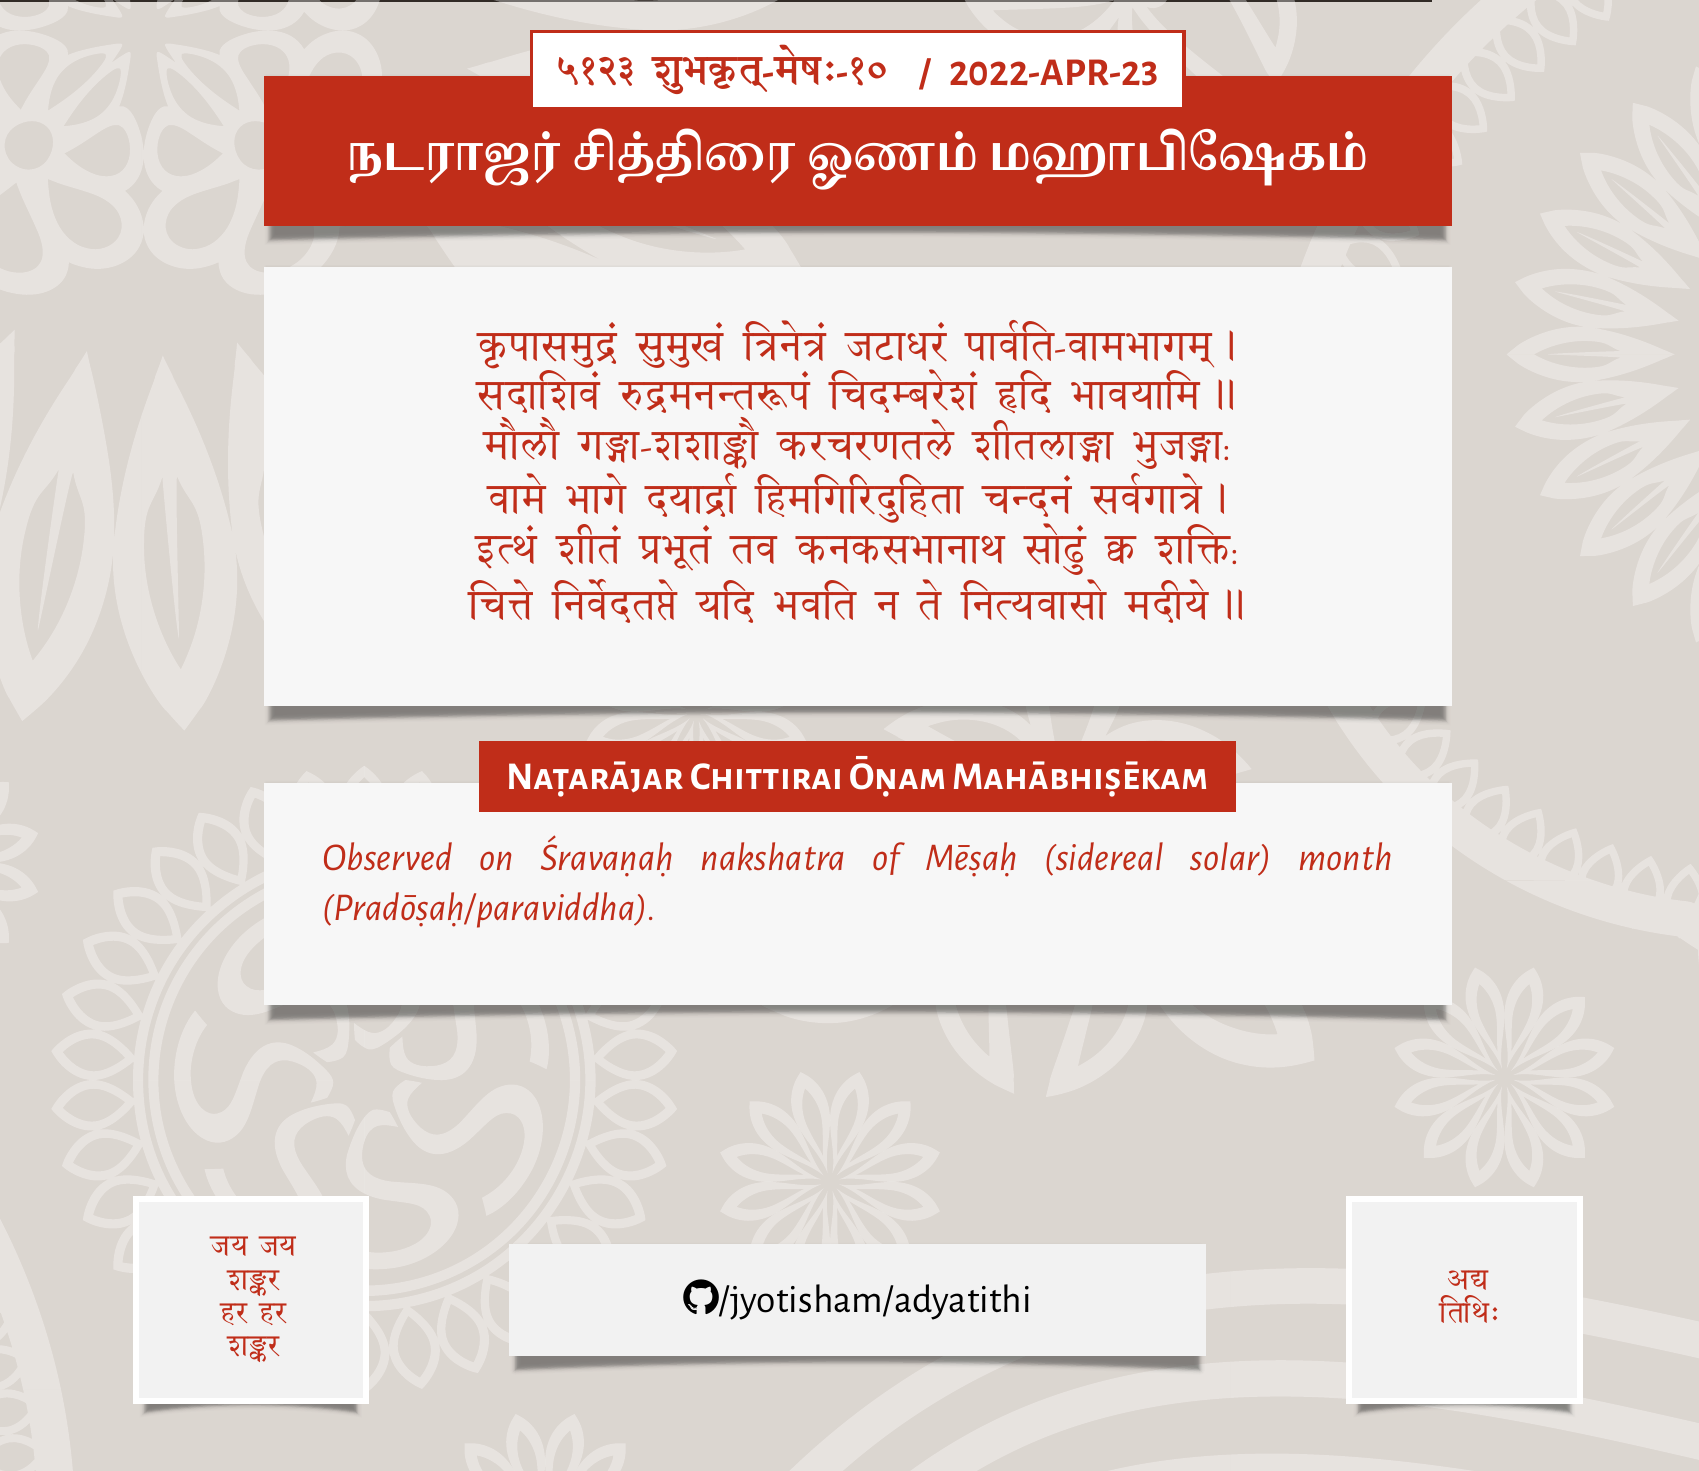 ५१२३ शुभकृत्-मेषः-१० / 2022-APR-23
நடராஜர் சித்திரை ஓணம் மஹாபிஷேகம்
कृपासमुद्रं सुमुखं त्रिनेत्रं जटाधरं पार्वति-वामभागम्।
सदाशिवं रुद्रमनन्तरूपं चिदम्बरेशं हृदि भावयामि॥
मौलौ गङ्गा-शशाङ्कौ करचरणतले शीतलाङ्गा भुजङ्गाः
वामे भागे दयार्द्रा हिमगिरिदुहिता चन्दनं सर्वगात्रे।
इत्थं शीतं प्रभूतं तव कनकसभानाथ सोढुं क्व शक्तिः
चित्ते निर्वेदतप्ते यदि भवति न ते नित्यवासो मदीये॥
Naṭarājar Chittirai Ōṇam Mahābhiṣēkam
Observed on Śravaṇaḥ nakshatra of Mēṣaḥ (sidereal solar) month
(Pradōṣaḥ/paraviddha).
जय जय
शङ्कर
हर हर
शङ्कर
/jyotisham/adyatithi
अद्य
तिथिः